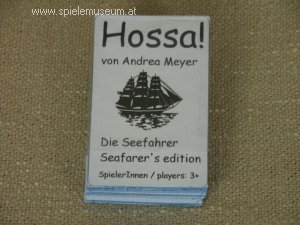 www.spielemuseum.at
Hossa!
von Andrea Meyer
Die Seefahrer
Seafarer's edition
SpielerInnen / players: 3+